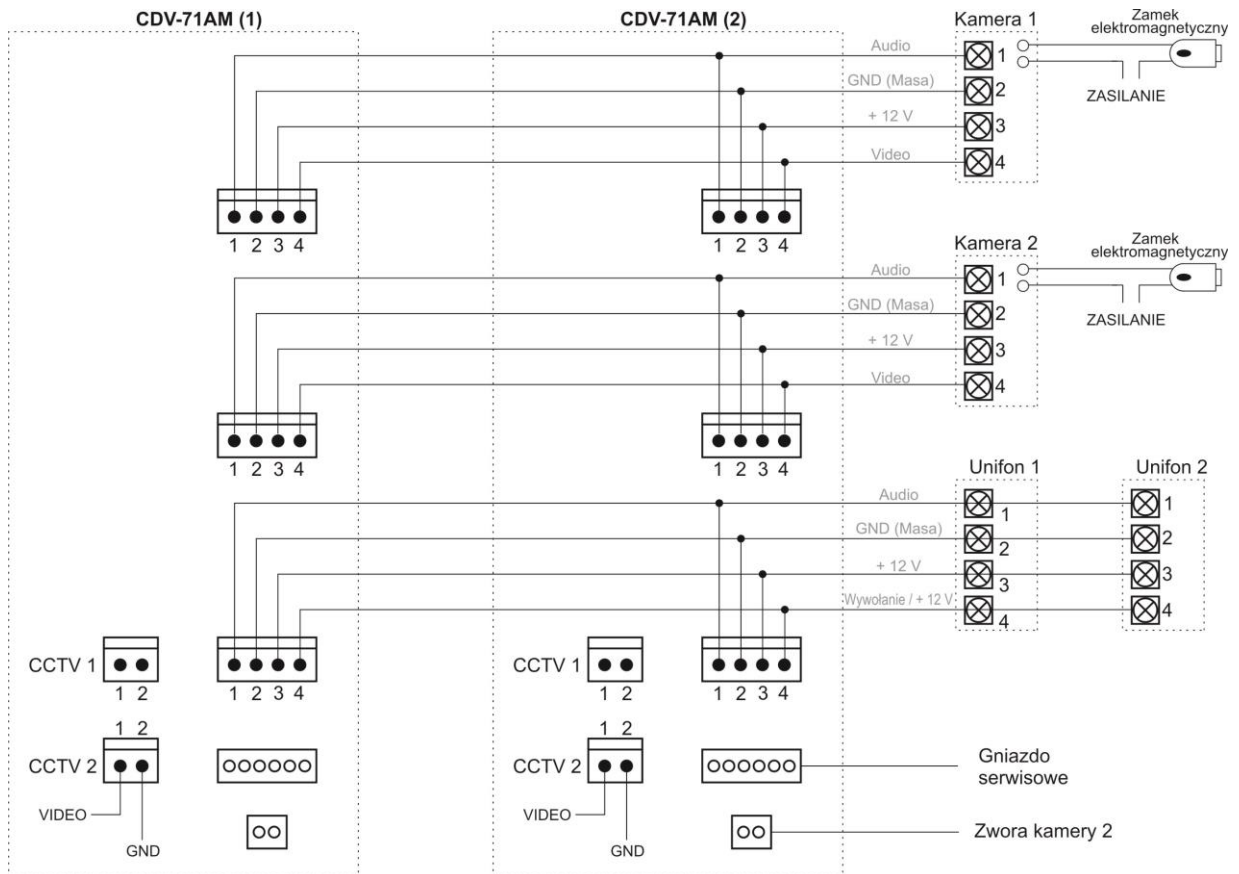 CDV-71AM (1)
CDV-71AM (2)
Kamera 1
Zamek
elektromagnetyczny
Audio
1
GND (Masa)
2
ZASILANIE
+ 12 V
3
Video
4
1 2 3 4
1 2 3 4
Kamera 2
Zamek
elektromagnetyczny
Audio
1
GND (Masa)
2
ZASILANIE
+ 12 V
3
Video
4
1 2 3 4
1 2 3 4
Unifon 1
Unifon 2
Audio
1
1
GND (Masa)
2
2
+ 12 V
3
3
Wywołanie / + 12 V
4
4
CCTV 1
1 2
1 2 3 4
CCTV 1
1 2
1 2 3 4
1 2
CCTV 2
VIDEO
GND
1 2
CCTV 2
VIDEO
GND
Gniazdo
serwisowe
Zwora kamery 2